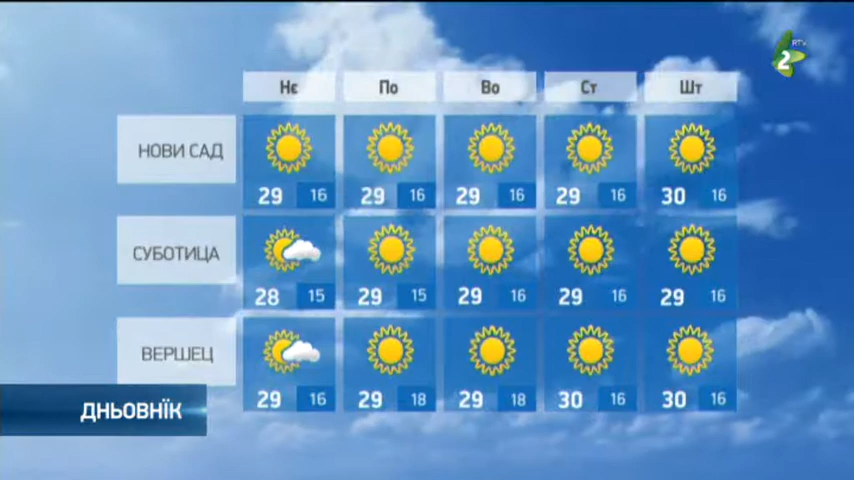 RTV
2
Нє По Во Ст Шт
НОВИ САД
29 16 29 16 29 16 29 16 30 16
СУБОТИЦА
28 15 29 15 29 16 29 16 29 16
ВЕРШЕЦ
29 16 29 18 29 18 30 16 30 16
ДНЬОВНЇК